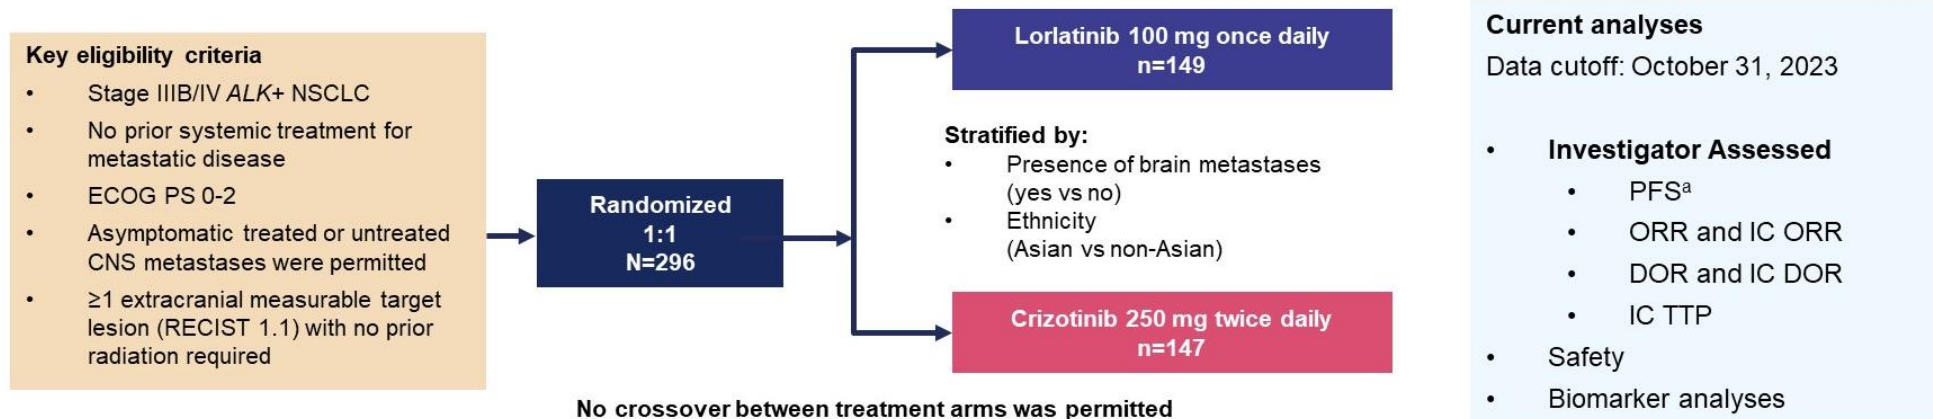 Key eligibility criteria
• Stage IIIB/IV ALK+ NSCLC
• No prior systemic treatment for
metastatic disease
• ECOG PS 0-2
• Asymptomatic treated or untreated
CNS metastases were permitted
• ≥1 extracranial measurable target
lesion (RECIST 1.1) with no prior
radiation required
Randomized
1:1
N=296
Lorlatinib 100 mg once daily
n=149
Stratified by:
• Presence of brain metastases
(yes vs no)
• Ethnicity
(Asian vs non-Asian)
Crizotinib 250 mg twice daily
n=147
No crossover between treatment arms was permitted
Current analyses
Data cutoff: October 31, 2023
• Investigator Assessed
• PFSᵃ
• ORR and IC ORR
• DOR and IC DOR
• IC TTP
• Safety
• Biomarker analyses